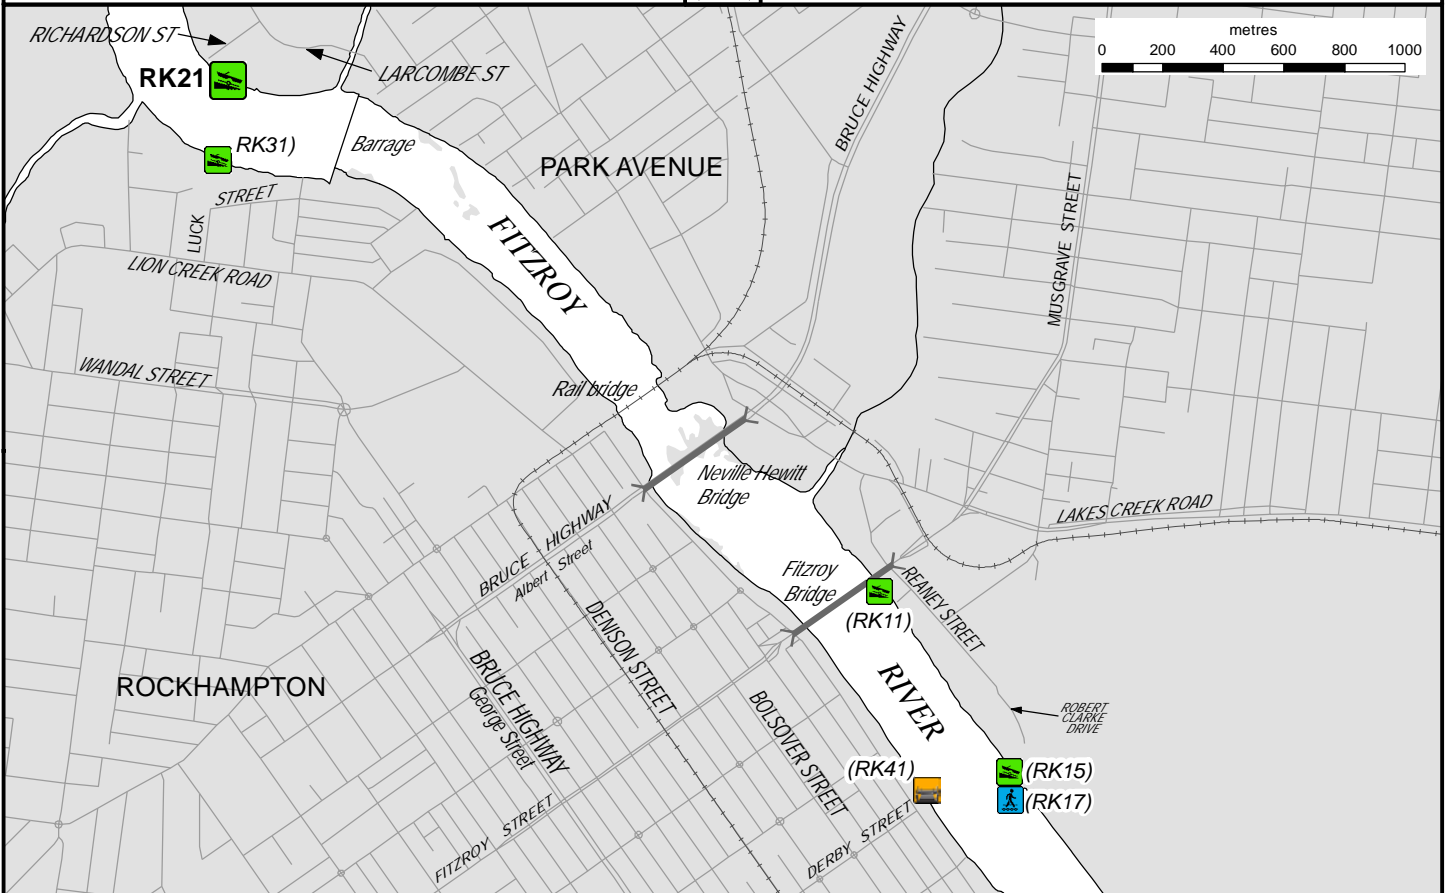 RICHARDSON ST
LARCOMBE ST
RK21
RK31)
Barrage
PARK AVENUE
BRUCE HIGHWAY
metres
0 200 400 600 800 1000
STREET
LUCK
LION CREEK ROAD
FITZROY
MUSGRAVE STREET
WANDAL STREET
Rail bridge
Neville Hewitt
Bridge
LAKES CREEK ROAD
BRUCE HIGHWAY
Albert Street
Fitzroy
Bridge
(RK11)
REANEY STREET
DENISON STREET
ROCKHAMPTON
BRUCE HIGHWAY
George Street
RIVER
BOLSOVER STREET
ROBERT
CLARKE
DRIVE
(RK41)
(RK15)
(RK17)
FITZROY STREET
DERBY STREET